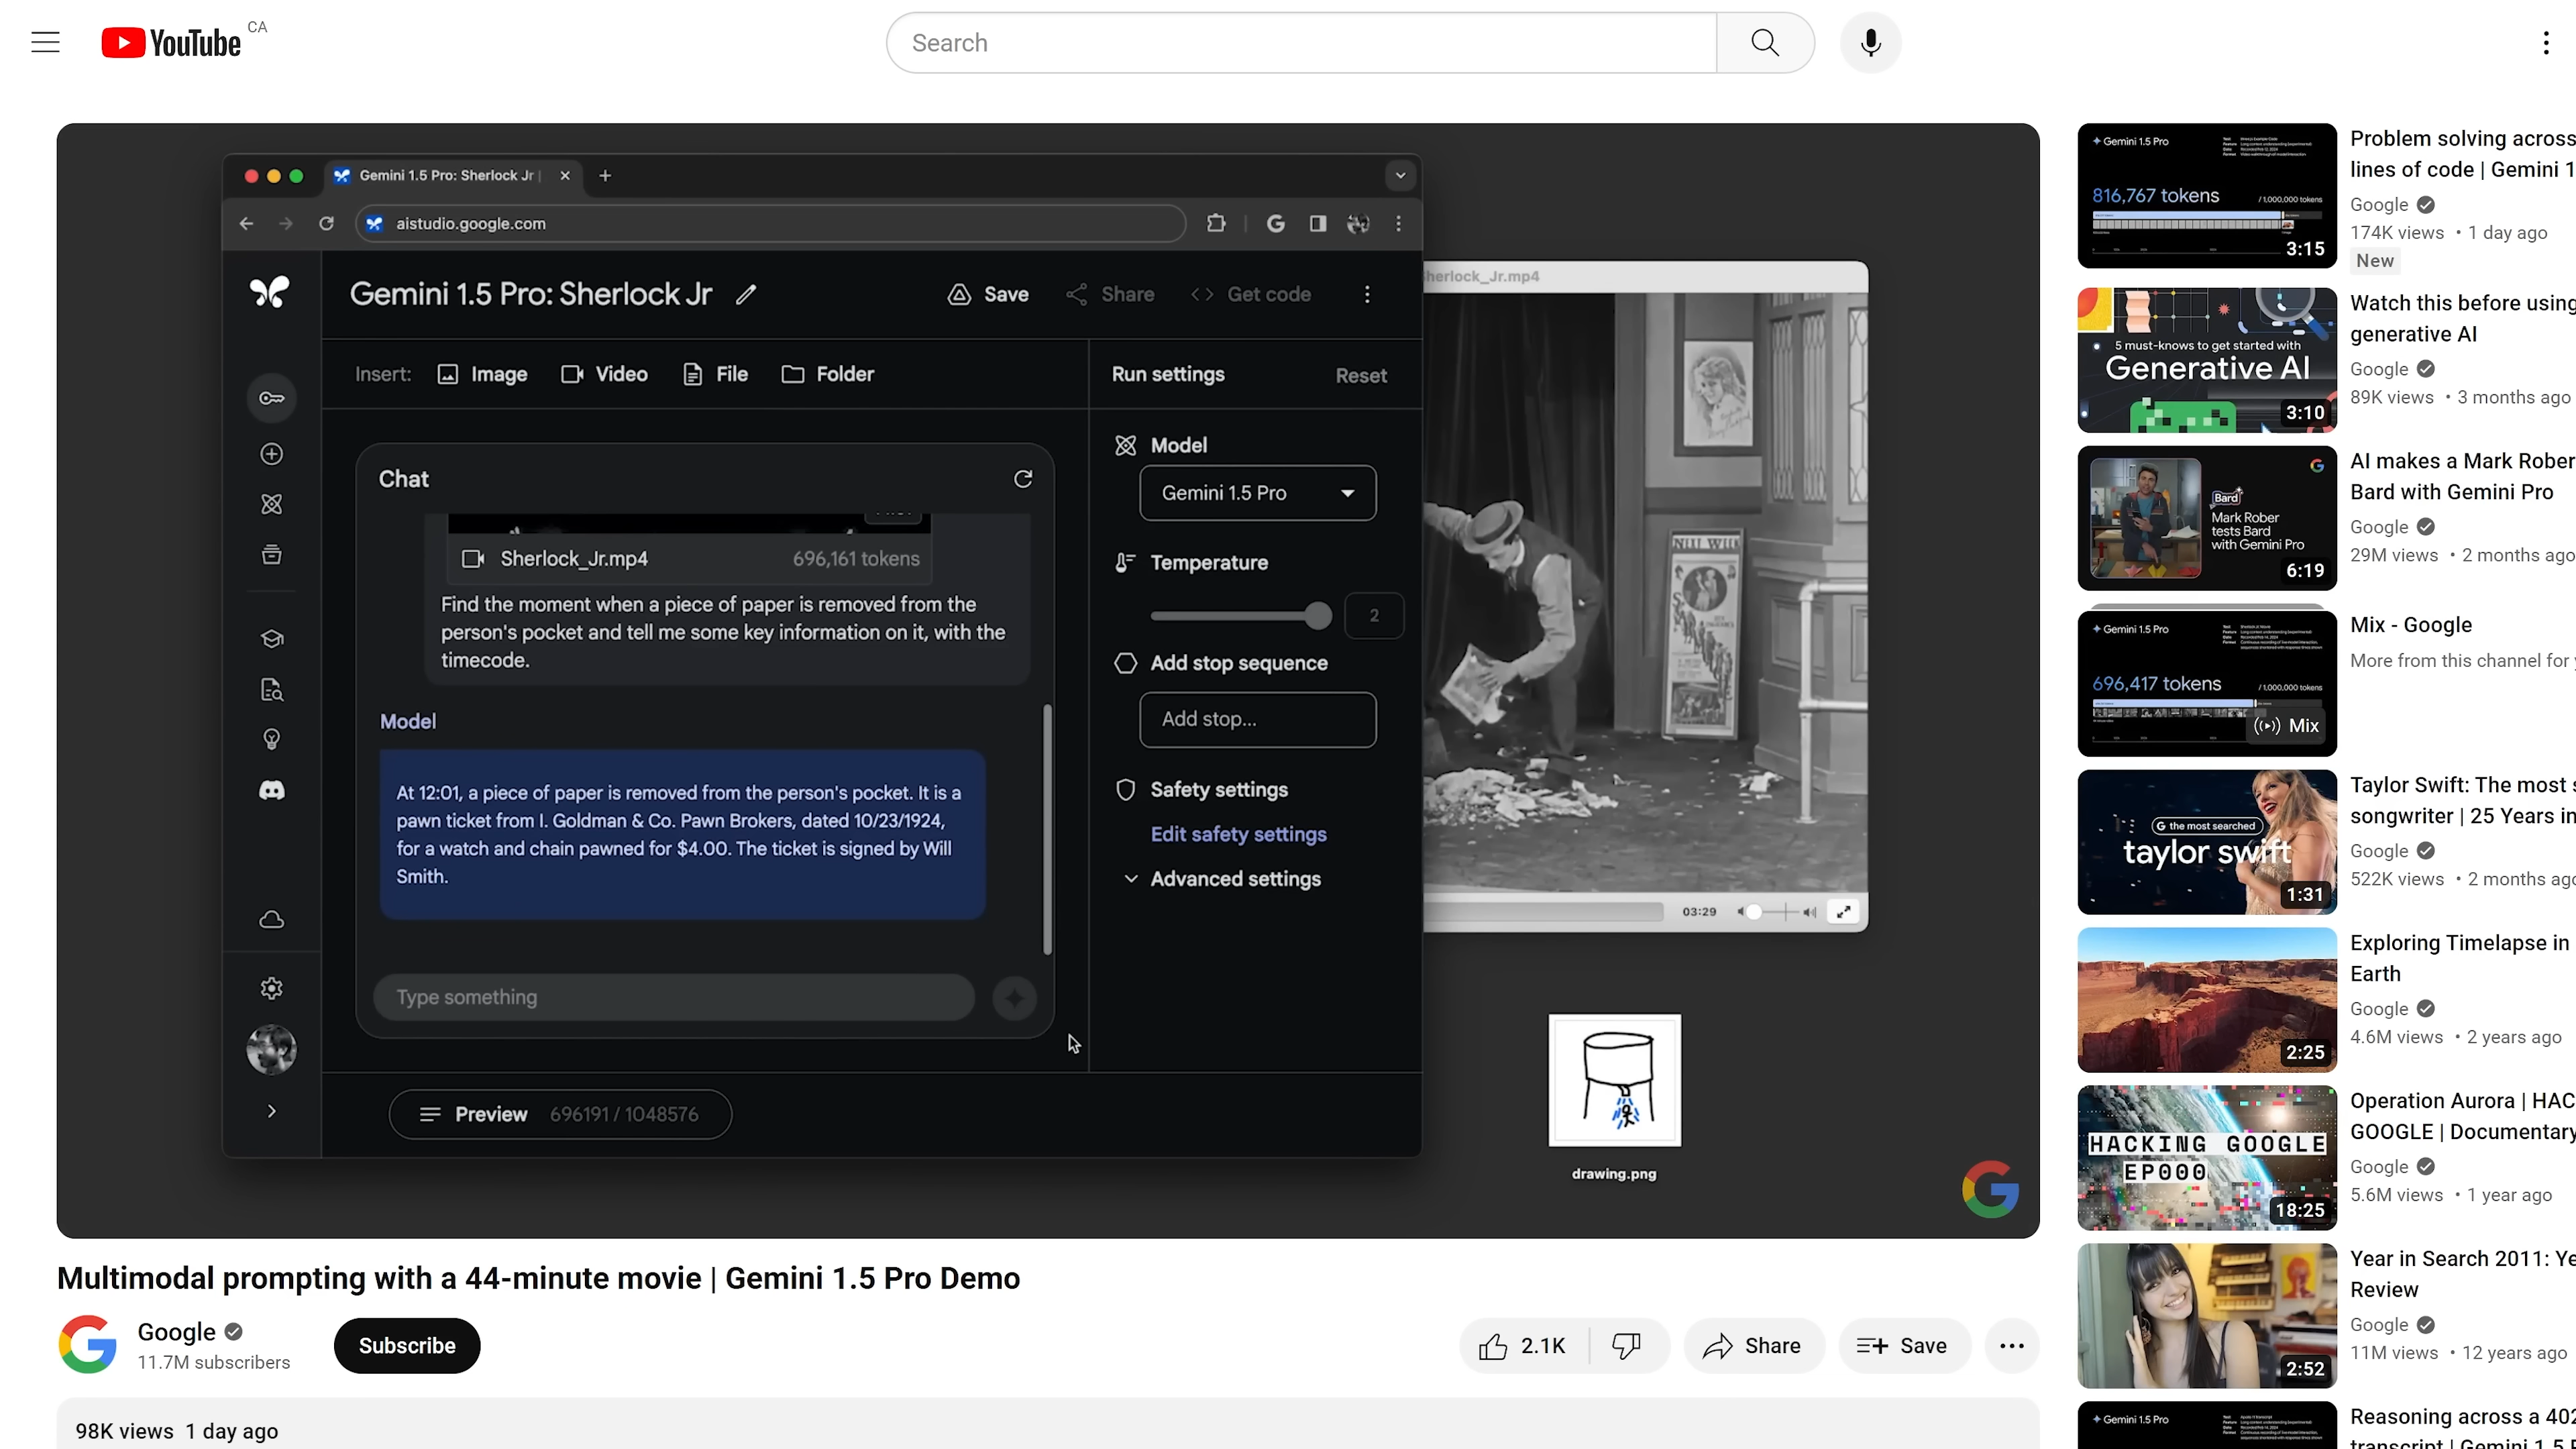 YouTube
CA
Search
Gemini 1.5 Pro: Sherlock Jr
aistudio.google.com
Gemini 1.5 Pro: Sherlock Jr
Save
Share
Get code
Insert:
Image
Video
File
Folder
Run settings
Reset
Chat
Sherlock_Jr.mp4
696,161 tokens
Find the moment when a piece of paper is removed from the
person's pocket and tell me some key information on it, with the
timecode.
Model
At 12:01, a piece of paper is removed from the person's pocket. It is a
pawn ticket from I. Goldman & Co. Pawn Brokers, dated 10/23/1924,
for a watch and chain pawned for $4.00. The ticket is signed by Will
Smith.
Type something
Preview 696191 / 1048576
Model
Gemini 1.5 Pro
Temperature
2
Add stop sequence
Add stop...
Safety settings
Edit safety settings
Advanced settings
herlock_Jr.mp4
03:29
drawing.png
Multimodal prompting with a 44-minute movie | Gemini 1.5 Pro Demo
Google
11.7M subscribers
Subscribe
2.1K
Share
Save
98K views 1 day ago
Gemini 1.5 Pro
816,767 tokens
/ 1,000,000 tokens
3:15
Problem solving across
lines of code | Gemini 1
Google
174K views • 1 day ago
New
5 must-knows to get started with
Generative AI
3:10
Watch this before using
generative AI
Google
89K views • 3 months ago
Bard
Mark Rober
tests Bard
with Gemini Pro
6:19
AI makes a Mark Rober
Bard with Gemini Pro
Google
29M views • 2 months ago
Gemini 1.5 Pro
696,417 tokens
/ 1,000,000 tokens
Mix
Mix - Google
More from this channel for
G the most searched
taylor swift
1:31
Taylor Swift: The most s
songwriter | 25 Years in
Google
522K views • 2 months ago
2:25
Exploring Timelapse in
Earth
Google
4.6M views • 2 years ago
HACKING GOOGLE
EP000
18:25
Operation Aurora | HAC
GOOGLE | Documentary
Google
5.6M views • 1 year ago
2:52
Year in Search 2011: Ye
Review
Google
11M views • 12 years ago
Gemini 1.5 Pro
Reasoning across a 402
transcript | Gemini 1.5 P